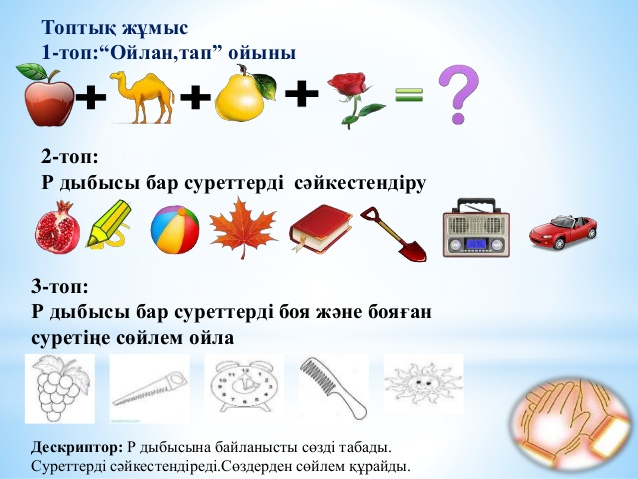 Топтық жұмыс
1-топ:“Ойлан,тап” ойыны
+ + + = ?
2-топ:
Р дыбысы бар суреттерді сәйкестендіру
3-топ:
Р дыбысы бар суреттерді боя және бояған
суретіңе сөйлем ойла
Дескриптор: Р дыбысына байланысты сөзді табады.
Суреттерді сәйкестендіреді.Сөздерден сөйлем құрайды.